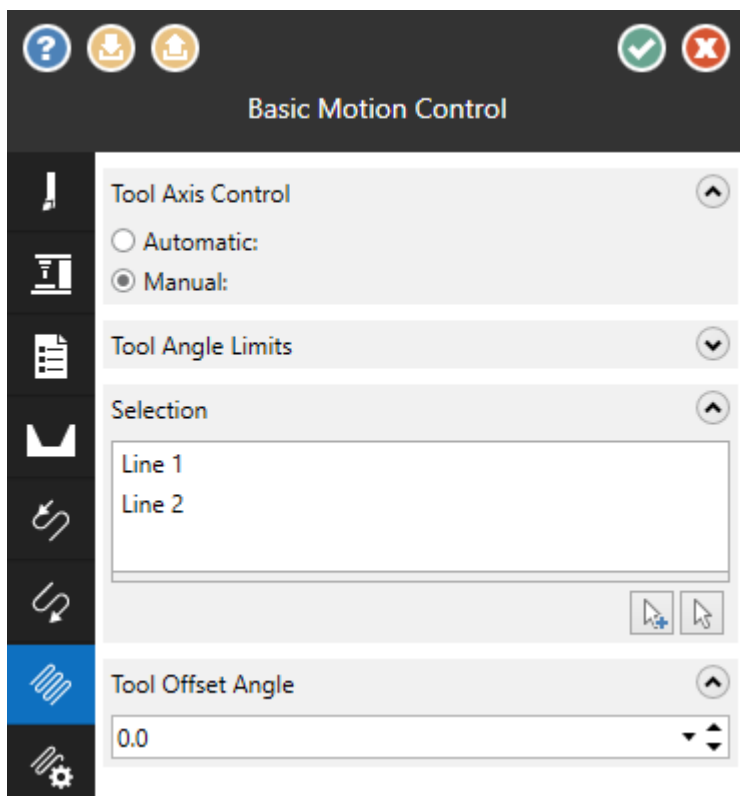 Basic Motion Control
Tool Axis Control
Automatic:
Manual:
Tool Angle Limits
Selection
Line 1
Line 2
Tool Offset Angle
0.0